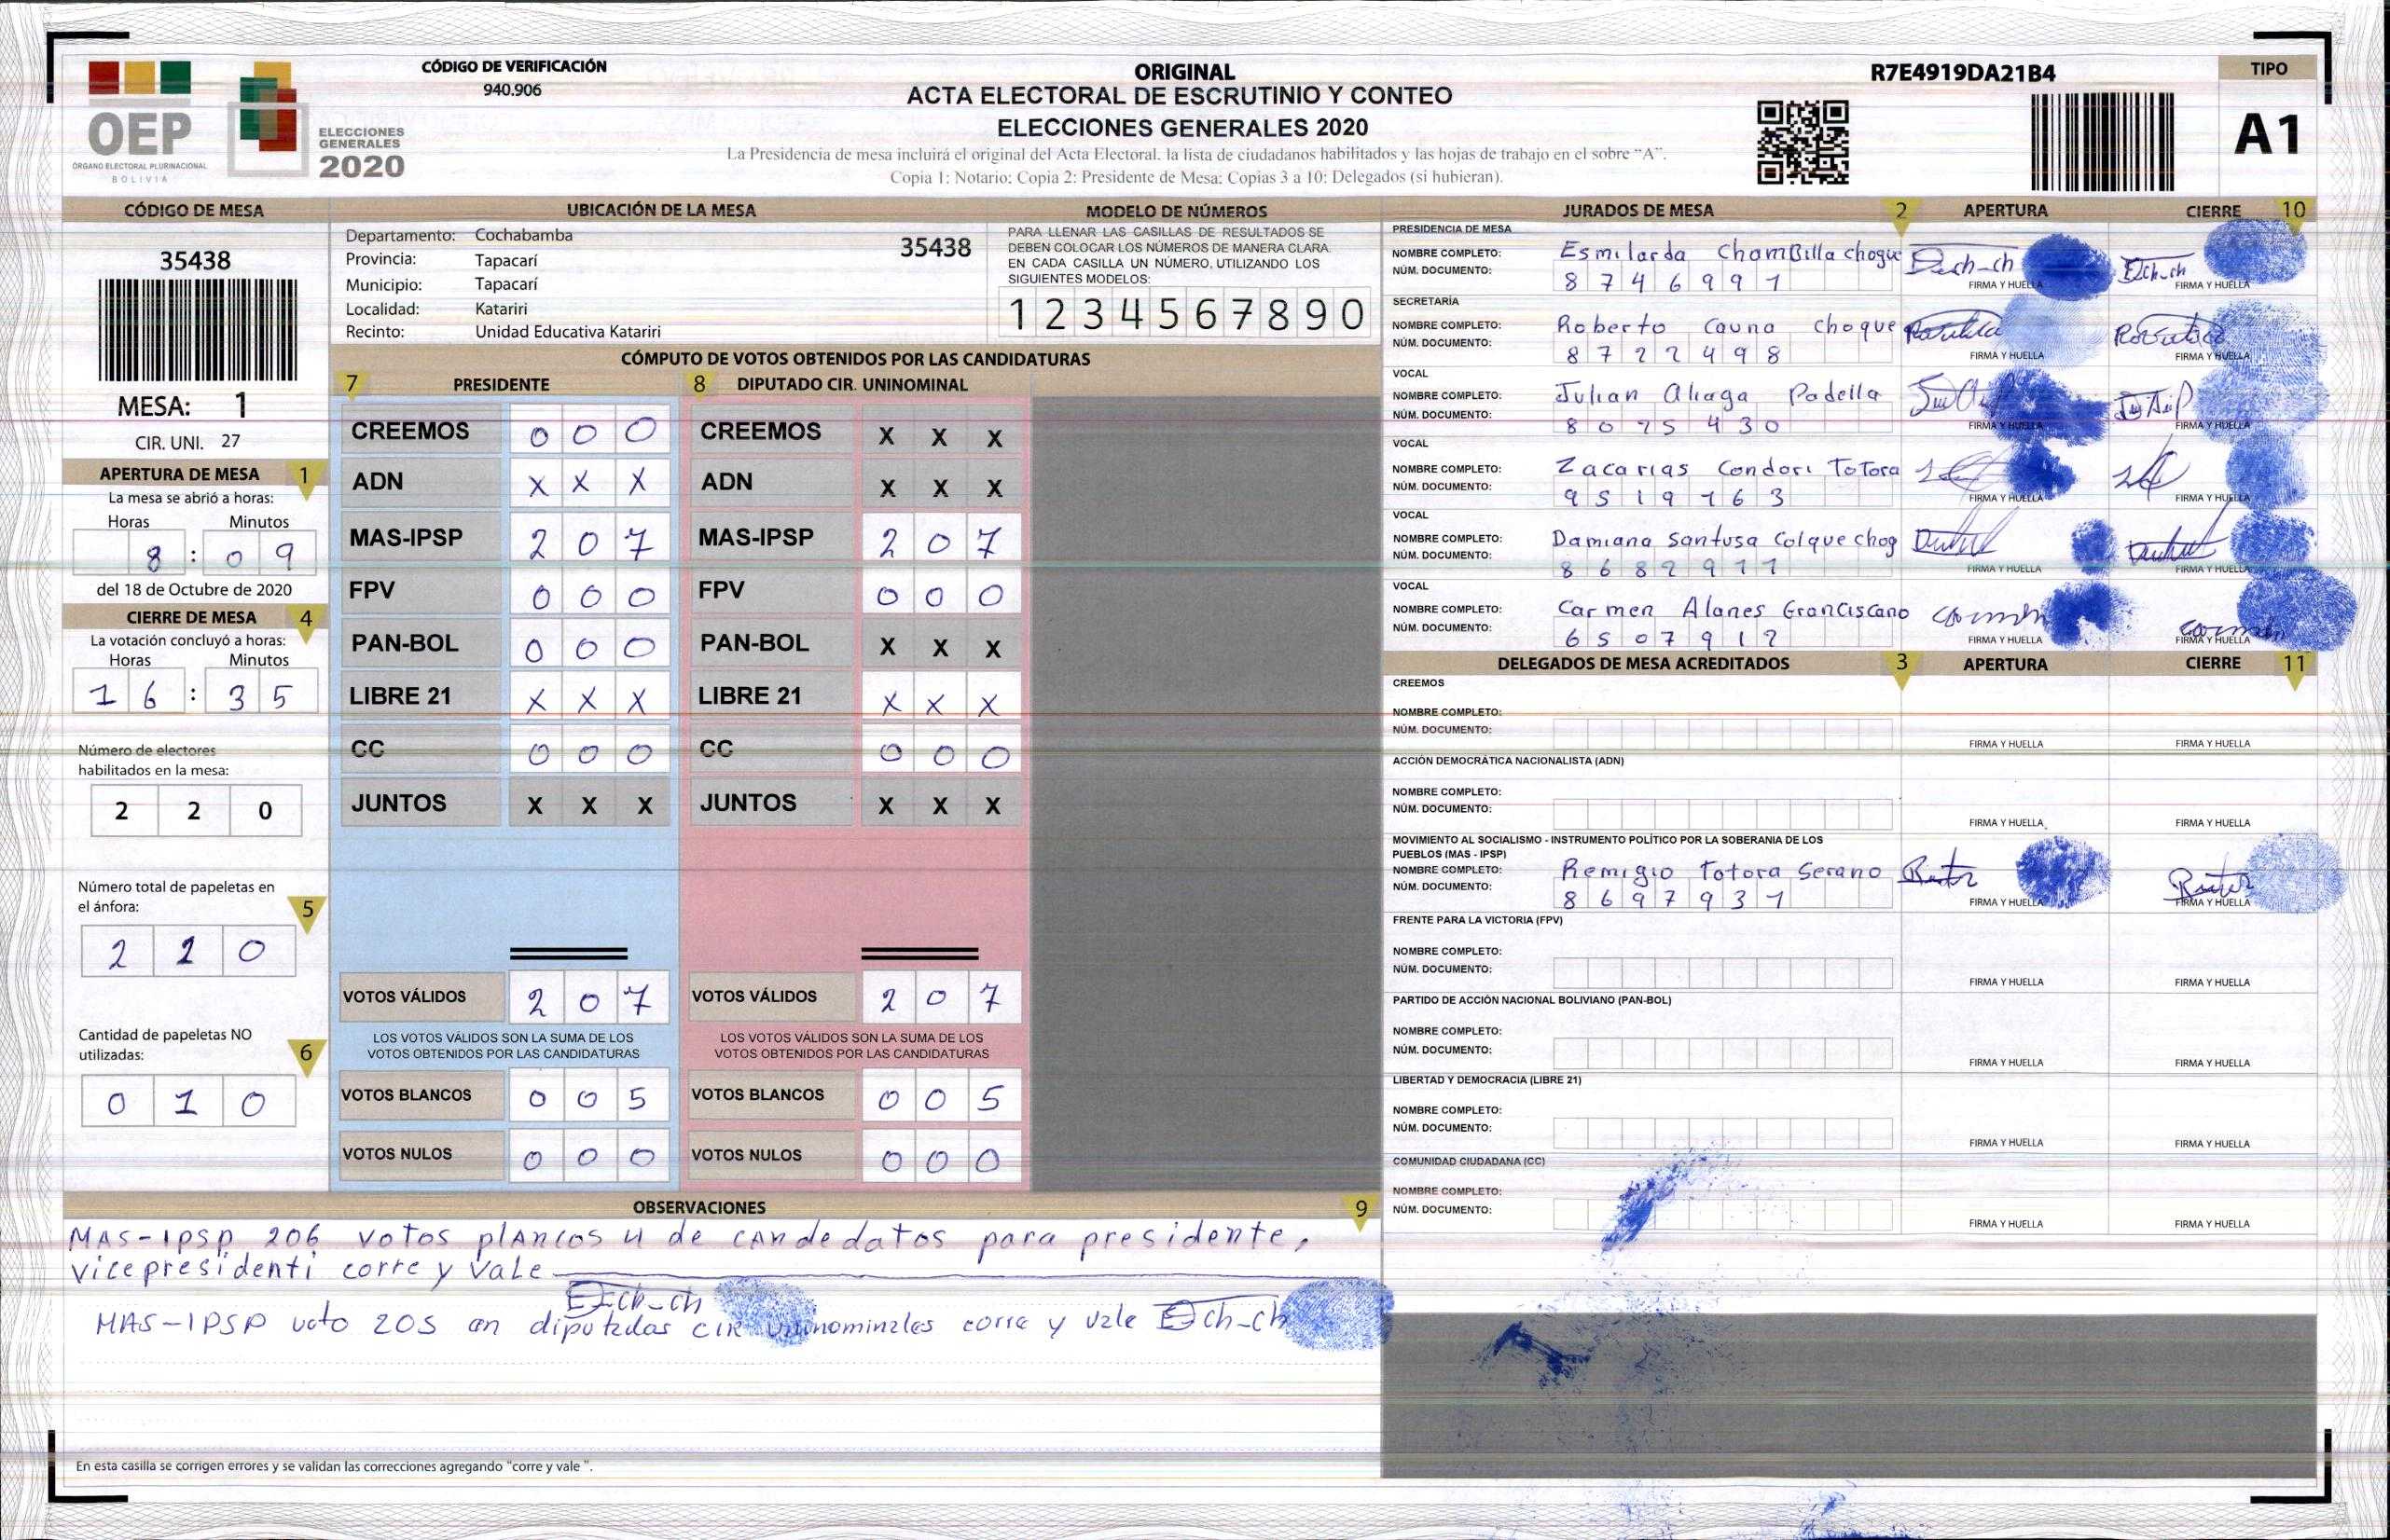 CÓDIGO DE VERIFICACIÓN
940.906
OEP
ÓRGANO ELECTORAL PLURINACIONAL
BOLIVIA
ELECCIONES
GENERALES
2020
ORIGINAL
ACTA ELECTORAL DE ESCRUTINIO Y CONTEO
ELECCIONES GENERALES 2020
La Presidencia de mesa incluirá el original del Acta Electoral, la lista de ciudadanos habilitados y las hojas de trabajo en el sobre "A".
Copia 1: Notario; Copia 2: Presidente de Mesa; Copias 3 a 10: Delegados (si hubieran).
R7E4919DA21B4
TIPO
A1
CÓDIGO DE MESA
35438
MESA: 1
CIR. UNI. 27
APERTURA DE MESA 1
La mesa se abrió a horas:
Horas Minutos
8 : 0 9
del 18 de Octubre de 2020
CIERRE DE MESA 4
La votación concluyó a horas:
Horas Minutos
1 6 : 3 5
Número de electores
habilitados en la mesa:
2 2 0
Número total de papeletas en
el ánfora: 5
2 1 0
Cantidad de papeletas NO
utilizadas: 6
0 1 0
UBICACIÓN DE LA MESA
Departamento: Cochabamba
35438
Provincia: Tapacarí
Municipio: Tapacarí
Localidad: Katariri
Recinto: Unidad Educativa Katariri
MODELO DE NÚMEROS
PARA LLENAR LAS CASILLAS DE RESULTADOS SE
DEBEN COLOCAR LOS NÚMEROS DE MANERA CLARA.
EN CADA CASILLA UN NÚMERO, UTILIZANDO LOS
SIGUIENTES MODELOS:
1 2 3 4 5 6 7 8 9 0
CÓMPUTO DE VOTOS OBTENIDOS POR LAS CANDIDATURAS
7 PRESIDENTE 8 DIPUTADO CIR. UNINOMINAL
CREEMOS 0 0 0 CREEMOS X X X
ADN X X X ADN X X X
MAS-IPSP 2 0 7 MAS-IPSP 2 0 7
FPV 0 0 0 FPV 0 0 0
PAN-BOL 0 0 0 PAN-BOL X X X
LIBRE 21 X X X LIBRE 21 X X X
CC 0 0 0 CC 0 0 0
JUNTOS X X X JUNTOS X X X
VOTOS VÁLIDOS 2 0 7 VOTOS VÁLIDOS 2 0 7
LOS VOTOS VÁLIDOS SON LA SUMA DE LOS LOS VOTOS VÁLIDOS SON LA SUMA DE LOS
VOTOS OBTENIDOS POR LAS CANDIDATURAS VOTOS OBTENIDOS POR LAS CANDIDATURAS
VOTOS BLANCOS 0 0 5 VOTOS BLANCOS 0 0 5
VOTOS NULOS 0 0 0 VOTOS NULOS 0 0 0
OBSERVACIONES 9
MAS-IPSP 206 votos plancos 4 de candedatos para presidente,
vicepresidenti corre y vale
Ech-ch
MAS-IPSP voto 205 en diputadas CIR uninominales corre y vale Ech-ch
En esta casilla se corrigen errores y se validan las correcciones agregando "corre y vale ".
JURADOS DE MESA 2 APERTURA CIERRE 10
PRESIDENCIA DE MESA
NOMBRE COMPLETO: Esmilarda Chambilla choque
NÚM. DOCUMENTO: 8 7 4 6 9 9 1
FIRMA Y HUELLA FIRMA Y HUELLA
SECRETARÍA
NOMBRE COMPLETO: Roberto Cauna Choque
NÚM. DOCUMENTO: 8 7 2 2 4 9 8
FIRMA Y HUELLA FIRMA Y HUELLA
VOCAL
NOMBRE COMPLETO: Julian Aliaga Padella
NÚM. DOCUMENTO: 8 0 7 5 4 3 0
FIRMA Y HUELLA FIRMA Y HUELLA
VOCAL
NOMBRE COMPLETO: Zacarias Condori Totora
NÚM. DOCUMENTO: 9 5 1 9 7 6 3
FIRMA Y HUELLA FIRMA Y HUELLA
VOCAL
NOMBRE COMPLETO: Damiana Santusa Colque choq
NÚM. DOCUMENTO: 8 6 8 2 9 1 1
FIRMA Y HUELLA FIRMA Y HUELLA
VOCAL
NOMBRE COMPLETO: Carmen Alanes Granciscano
NÚM. DOCUMENTO: 6 5 0 7 9 1 2
FIRMA Y HUELLA FIRMA Y HUELLA
DELEGADOS DE MESA ACREDITADOS 3 APERTURA CIERRE 11
CREEMOS
NOMBRE COMPLETO:
NÚM. DOCUMENTO:
FIRMA Y HUELLA FIRMA Y HUELLA
ACCIÓN DEMOCRÁTICA NACIONALISTA (ADN)
NOMBRE COMPLETO:
NÚM. DOCUMENTO:
FIRMA Y HUELLA FIRMA Y HUELLA
MOVIMIENTO AL SOCIALISMO - INSTRUMENTO POLÍTICO POR LA SOBERANIA DE LOS
PUEBLOS (MAS - IPSP)
NOMBRE COMPLETO: Remigio Totora Serano
NÚM. DOCUMENTO: 8 6 9 7 9 3 1
FIRMA Y HUELLA FIRMA Y HUELLA
FRENTE PARA LA VICTORIA (FPV)
NOMBRE COMPLETO:
NÚM. DOCUMENTO:
FIRMA Y HUELLA FIRMA Y HUELLA
PARTIDO DE ACCIÓN NACIONAL BOLIVIANO (PAN-BOL)
NOMBRE COMPLETO:
NÚM. DOCUMENTO:
FIRMA Y HUELLA FIRMA Y HUELLA
LIBERTAD Y DEMOCRACIA (LIBRE 21)
NOMBRE COMPLETO:
NÚM. DOCUMENTO:
FIRMA Y HUELLA FIRMA Y HUELLA
COMUNIDAD CIUDADANA (CC)
NOMBRE COMPLETO:
NÚM. DOCUMENTO:
FIRMA Y HUELLA FIRMA Y HUELLA